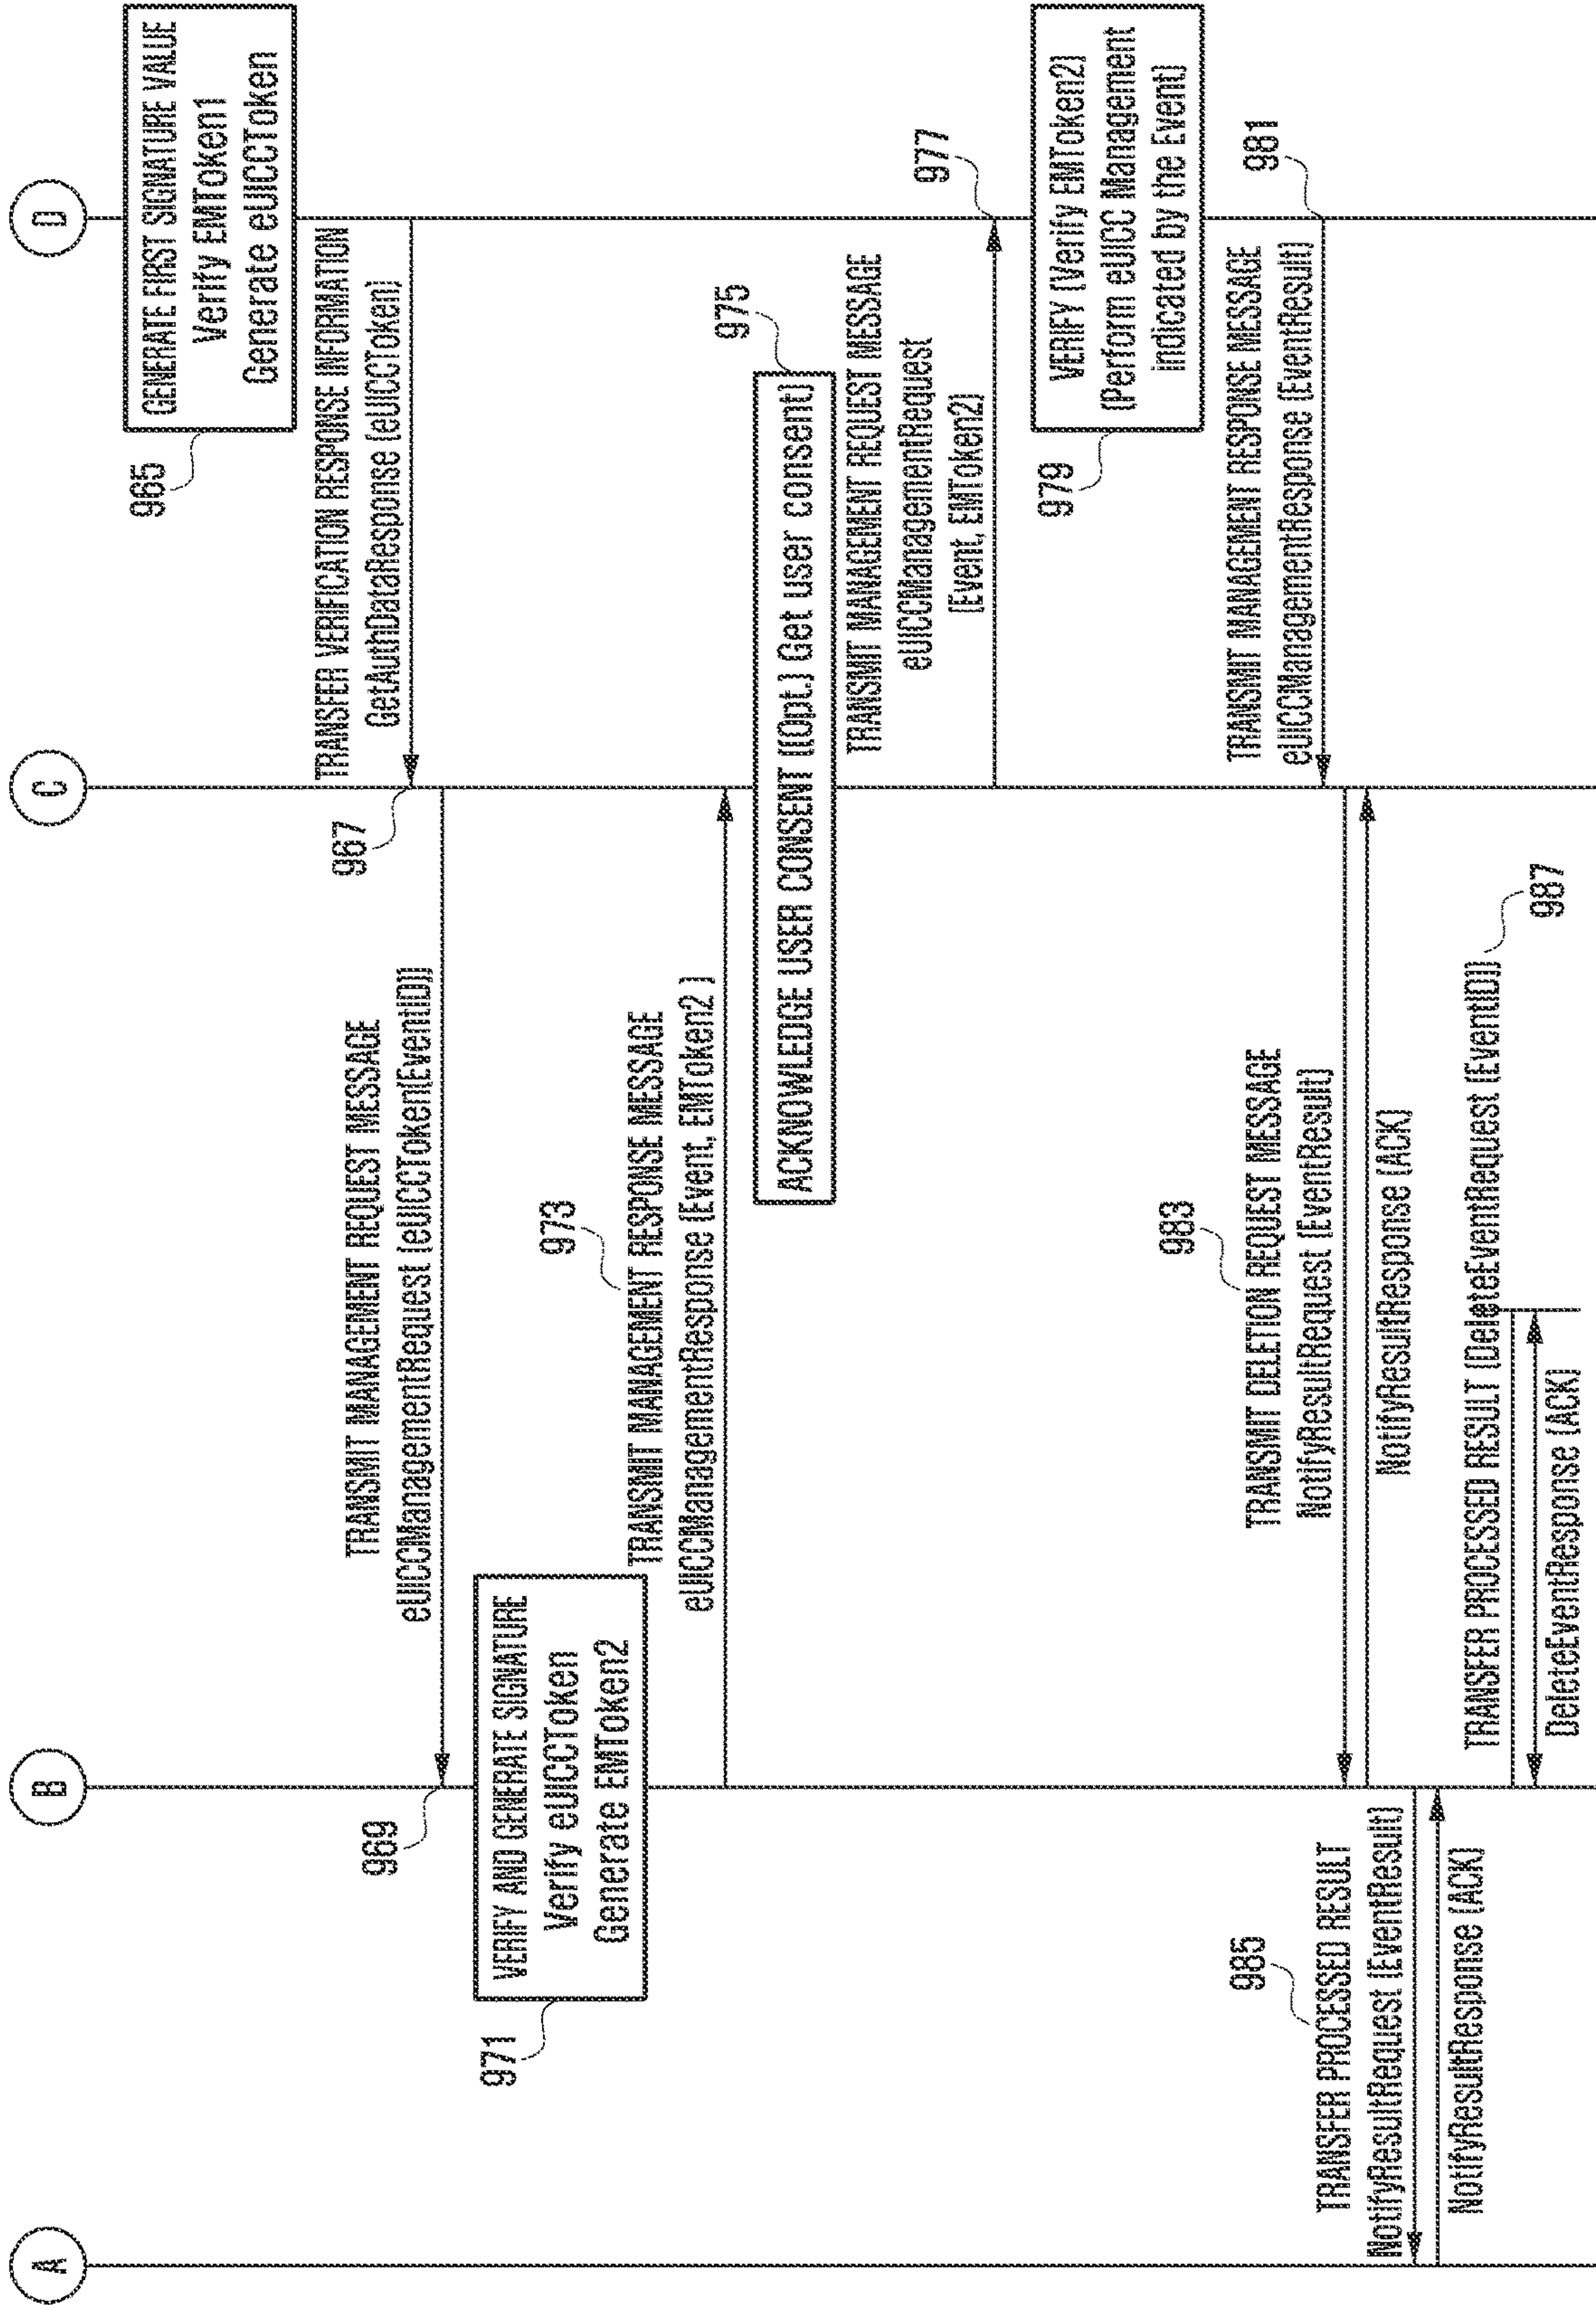 A
B
C
D
GENERATE FIRST SIGNATURE VALUE
Verify EMToken1
Generate eUICCToken
965
TRANSFER VERIFICATION RESPONSE INFORMATION
GetAuthDataResponse (eUICCToken)
967
TRANSMIT MANAGEMENT REQUEST MESSAGE
eUICCManagementRequest (eUICCToken(EventID))
969
VERIFY AND GENERATE SIGNATURE
Verify eUICCToken
Generate EMToken2
971
973
TRANSMIT MANAGEMENT RESPONSE MESSAGE
eUICCManagementResponse (Event, EMToken2 )
975
ACKNOWLEDGE USER CONSENT ((Opt.) Get user consent)
TRANSMIT MANAGEMENT REQUEST MESSAGE
eUICCManagementRequest
(Event, EMToken2)
977
VERIFY (Verify EMToken2)
(Perform eUICC Management
indicated by the Event)
979
TRANSMIT MANAGEMENT RESPONSE MESSAGE
eUICCManagementResponse (EventResult)
981
983
TRANSMIT DELETION REQUEST MESSAGE
NotifyResultRequest (EventResult)
NotifyResultResponse (ACK)
985
TRANSFER PROCESSED RESULT
NotifyResultRequest (EventResult)
NotifyResultResponse (ACK)
TRANSFER PROCESSED RESULT (DeleteEventRequest (EventID))
987
DeleteEventResponse (ACK)